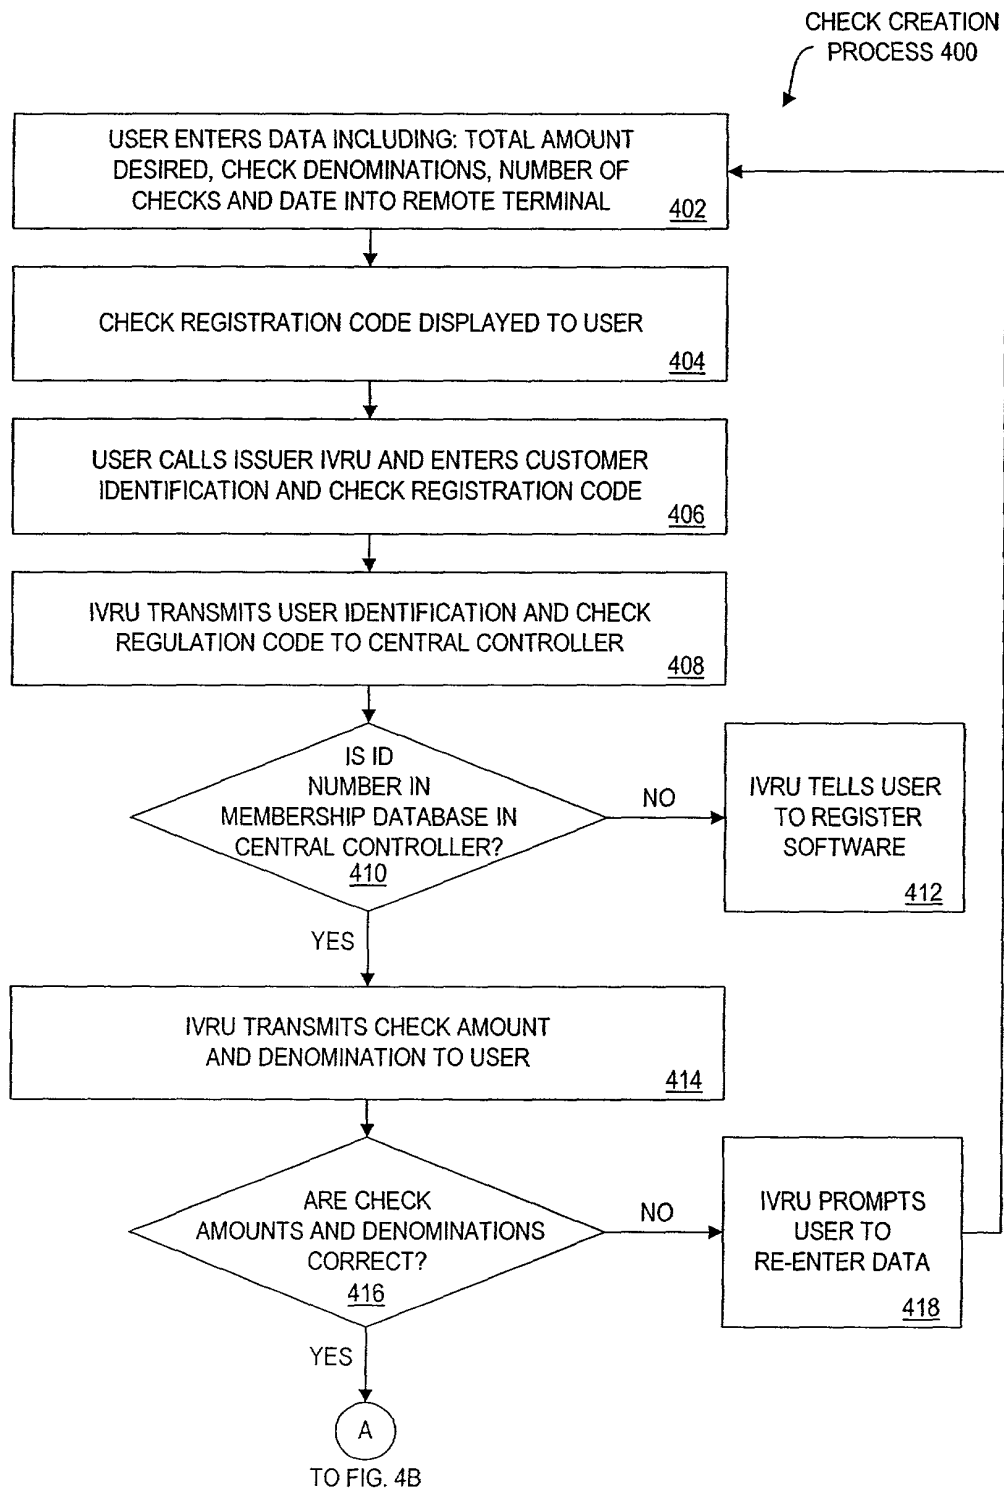 CHECK CREATION
PROCESS 400
USER ENTERS DATA INCLUDING: TOTAL AMOUNT
DESIRED, CHECK DENOMINATIONS, NUMBER OF
CHECKS AND DATE INTO REMOTE TERMINAL
402
CHECK REGISTRATION CODE DISPLAYED TO USER
404
USER CALLS ISSUER IVRU AND ENTERS CUSTOMER
IDENTIFICATION AND CHECK REGISTRATION CODE
406
IVRU TRANSMITS USER IDENTIFICATION AND CHECK
REGULATION CODE TO CENTRAL CONTROLLER
408
IS ID
NUMBER IN
MEMBERSHIP DATABASE IN
CENTRAL CONTROLLER?
410
NO
IVRU TELLS USER
TO REGISTER
SOFTWARE
412
YES
IVRU TRANSMITS CHECK AMOUNT
AND DENOMINATION TO USER
414
ARE CHECK
AMOUNTS AND DENOMINATIONS
CORRECT?
416
NO
IVRU PROMPTS
USER TO
RE-ENTER DATA
418
YES
A
TO FIG. 4B